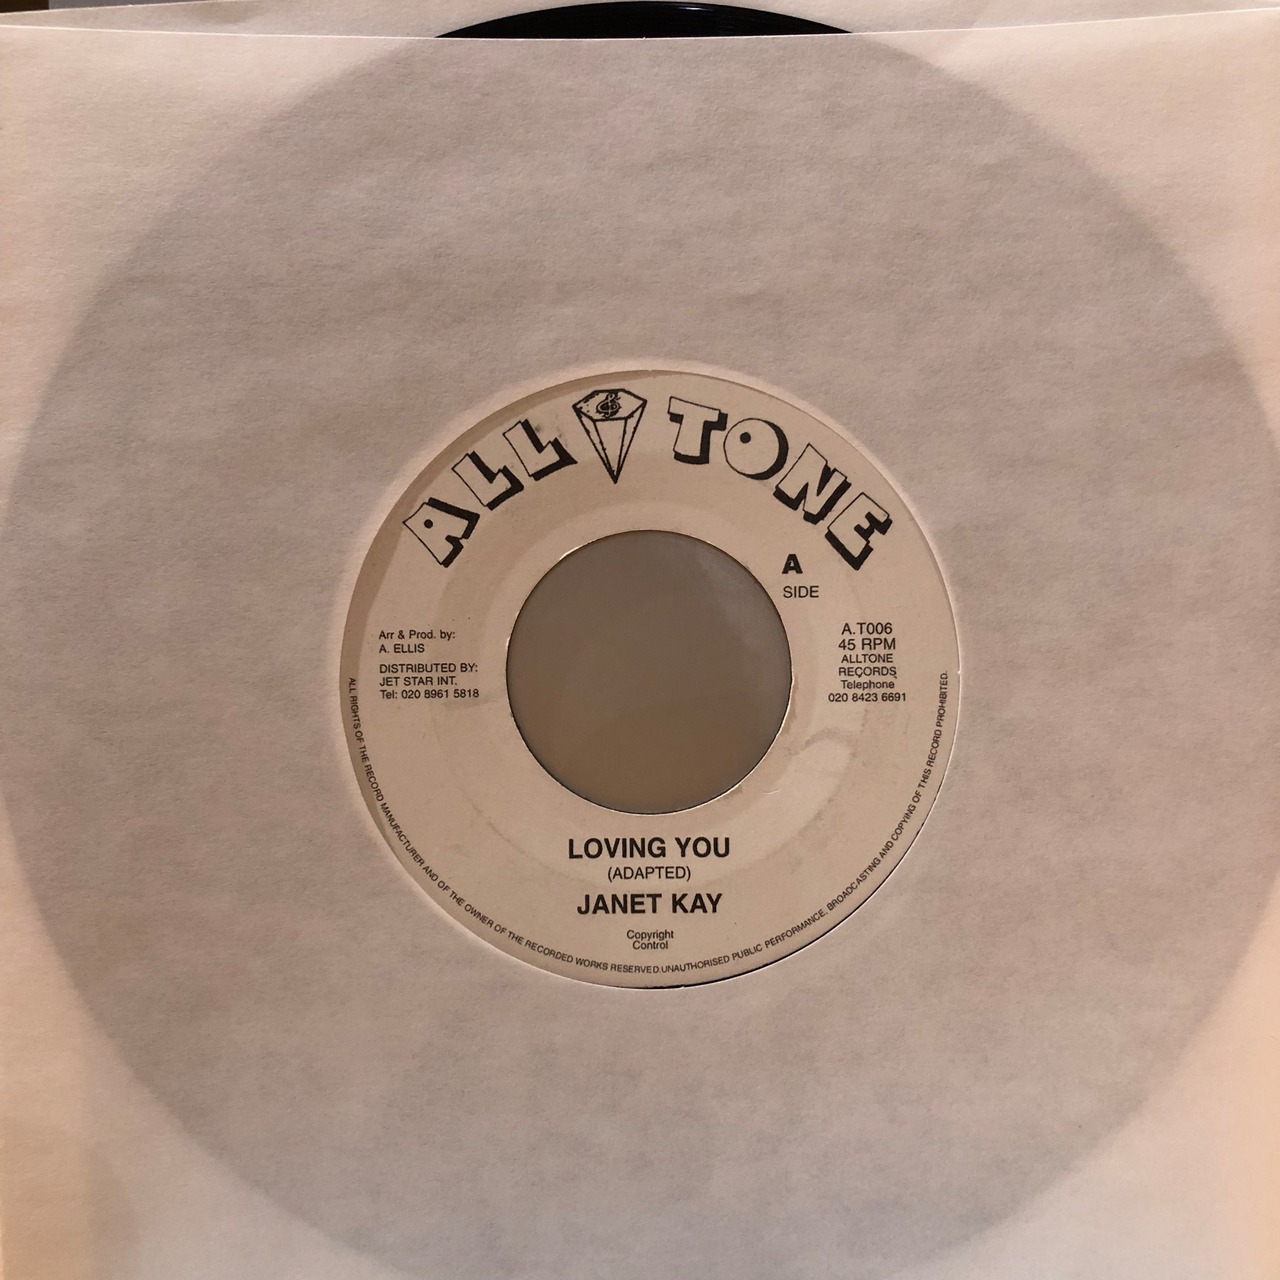 ALL TONE
A
SIDE
Arr & Prod. by:
A. ELLIS
DISTRIBUTED BY:
JET STAR INT.
Tel: 020 8961 5818
A.T006
45 RPM
ALLTONE
RECORDS
Telephone
020 8423 6691
LOVING YOU
(ADAPTED)
JANET KAY
Copyright
Control
ALL RIGHTS OF THE RECORD MANUFACTURER AND OF THE OWNER OF THE RECORDED WORKS RESERVED.UNAUTHORISED PUBLIC PERFORMANCE, BROADCASTING AND COPYING OF THIS RECORD PROHIBITED.